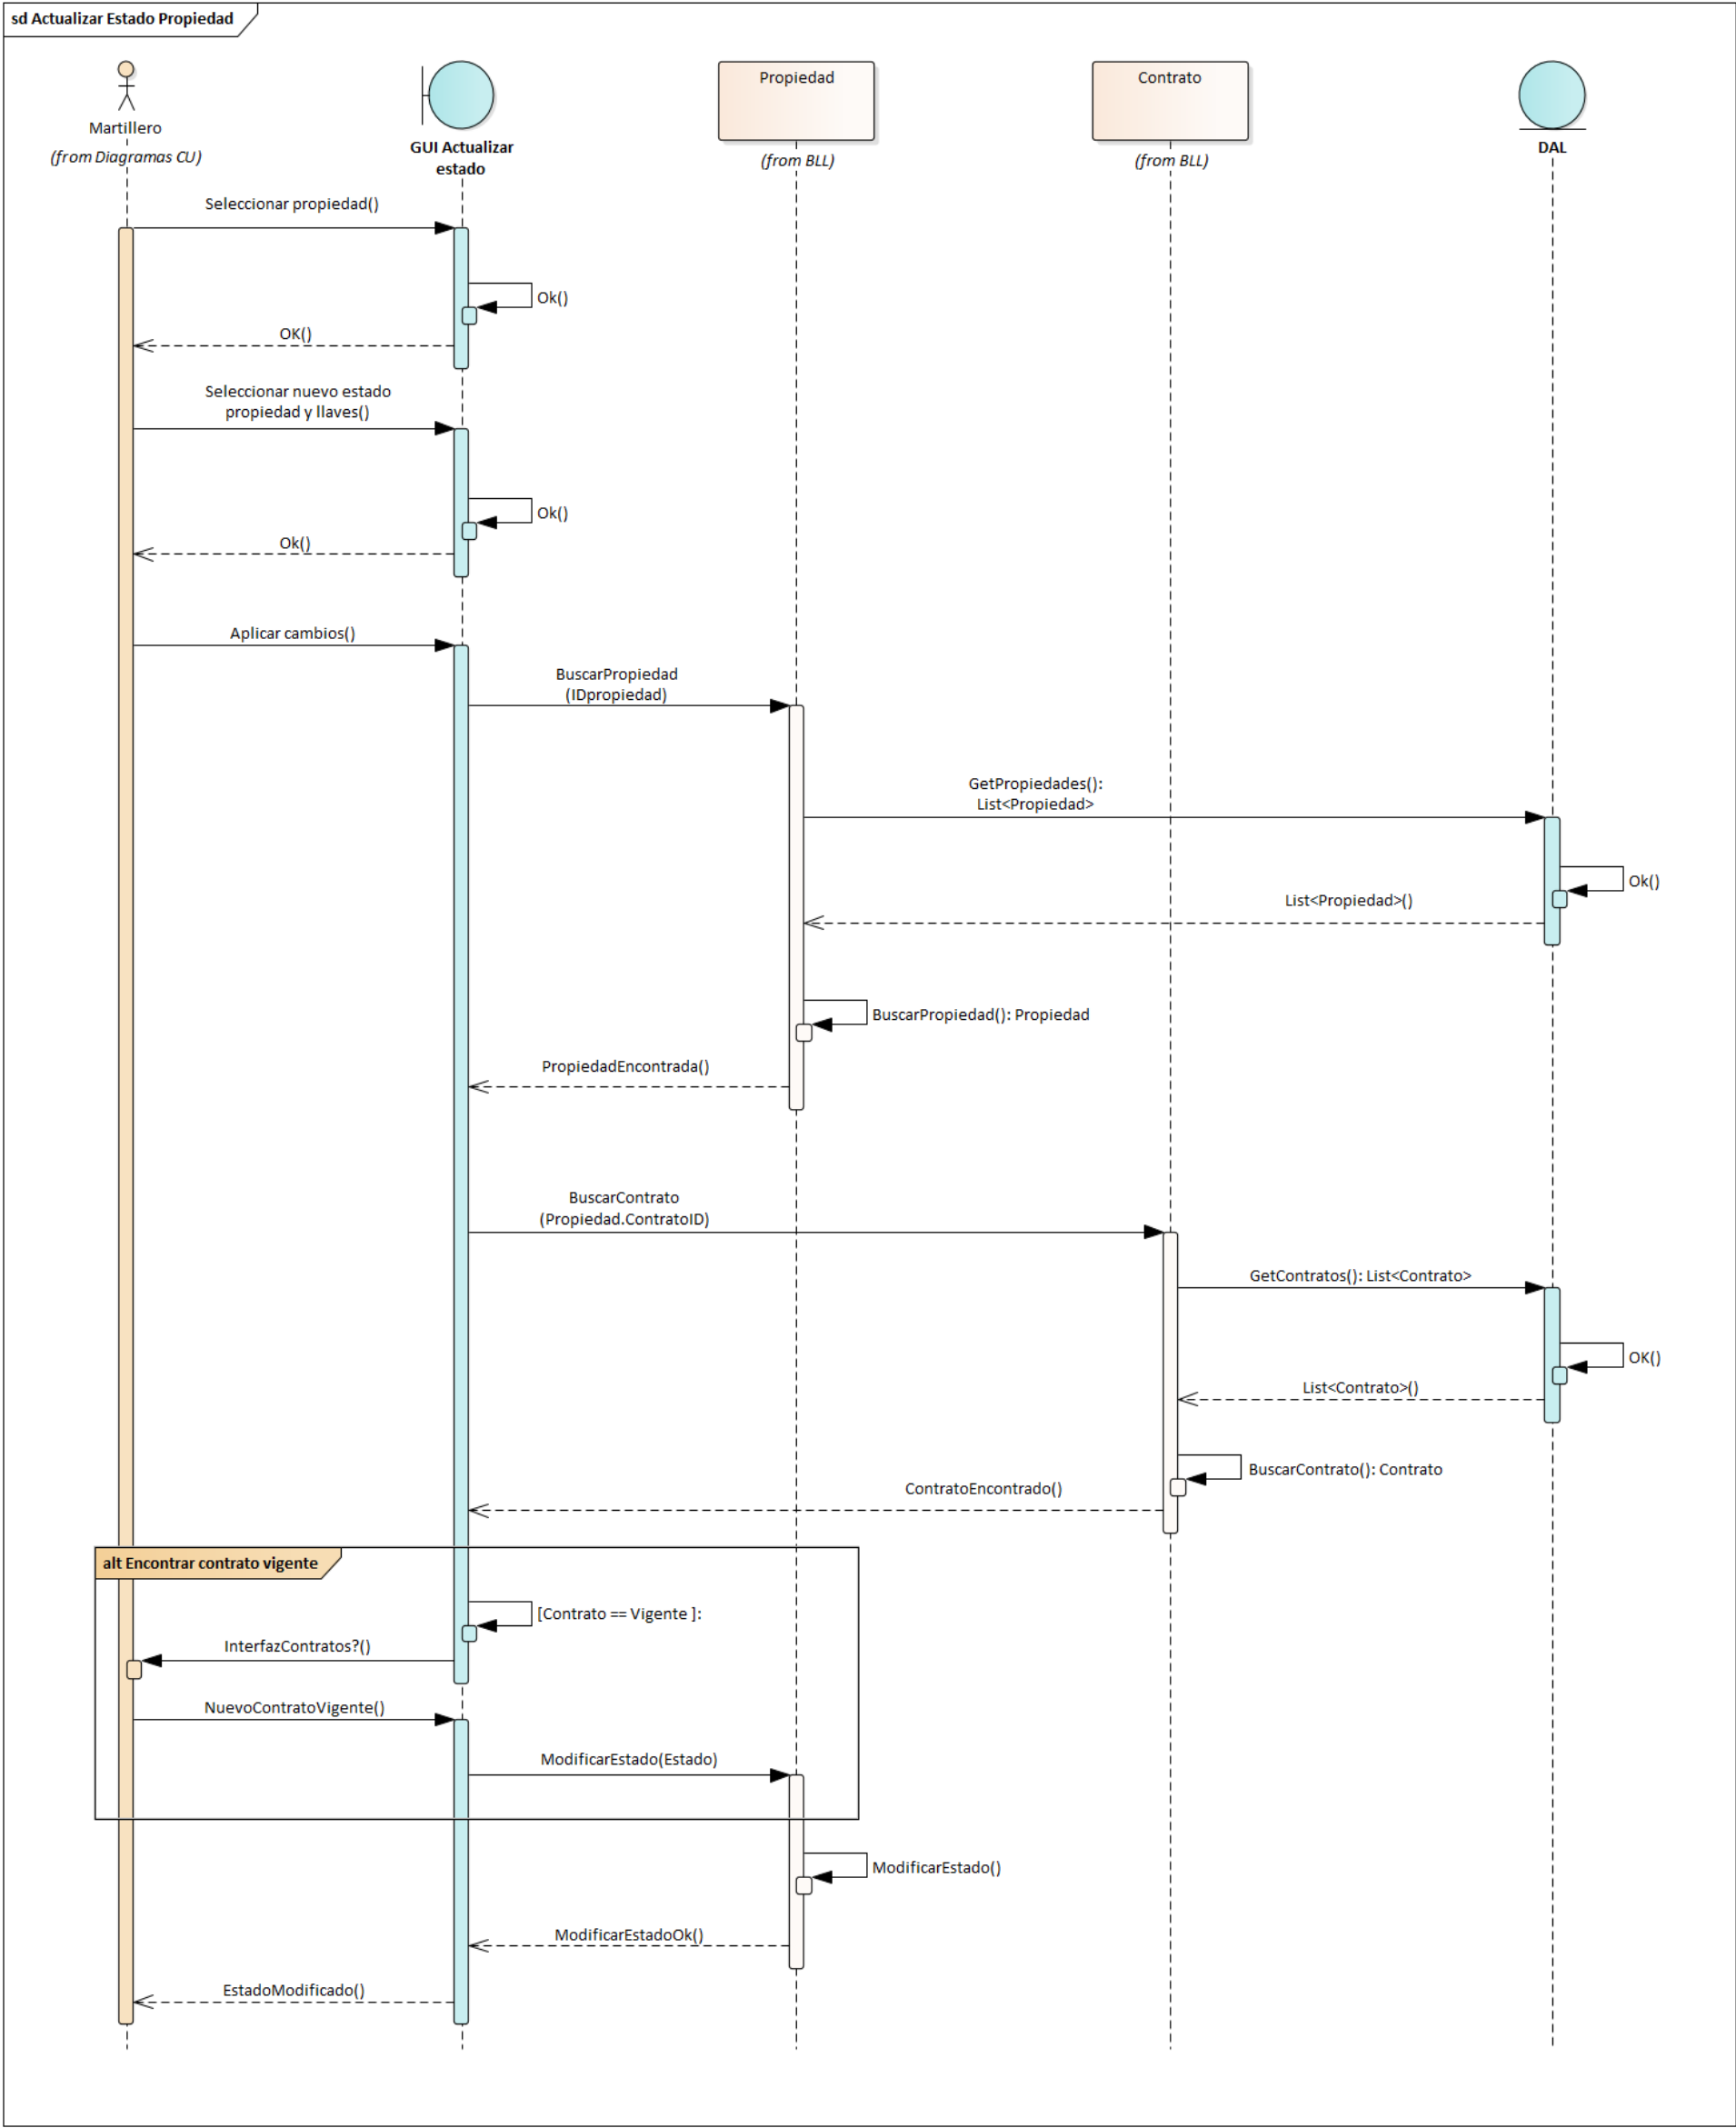 sd Actualizar Estado Propiedad
Martillero
(from Diagramas CU)
GUI Actualizar
estado
Propiedad
(from BLL)
Contrato
(from BLL)
DAL
Seleccionar propiedad()
Ok()
OK()
Seleccionar nuevo estado
propiedad y llaves()
Ok()
Ok()
Aplicar cambios()
BuscarPropiedad
(IDpropiedad)
GetPropiedades():
List<Propiedad>
Ok()
List<Propiedad>()
BuscarPropiedad(): Propiedad
PropiedadEncontrada()
BuscarContrato
(Propiedad.ContratoID)
GetContratos(): List<Contrato>
OK()
List<Contrato>()
BuscarContrato(): Contrato
ContratoEncontrado()
alt Encontrar contrato vigente
[Contrato == Vigente ]:
InterfazContratos?()
NuevoContratoVigente()
ModificarEstado(Estado)
ModificarEstado()
ModificarEstadoOk()
EstadoModificado()